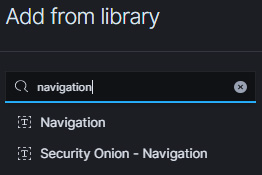 Add from library
navigation
Navigation
Security Onion - Navigation